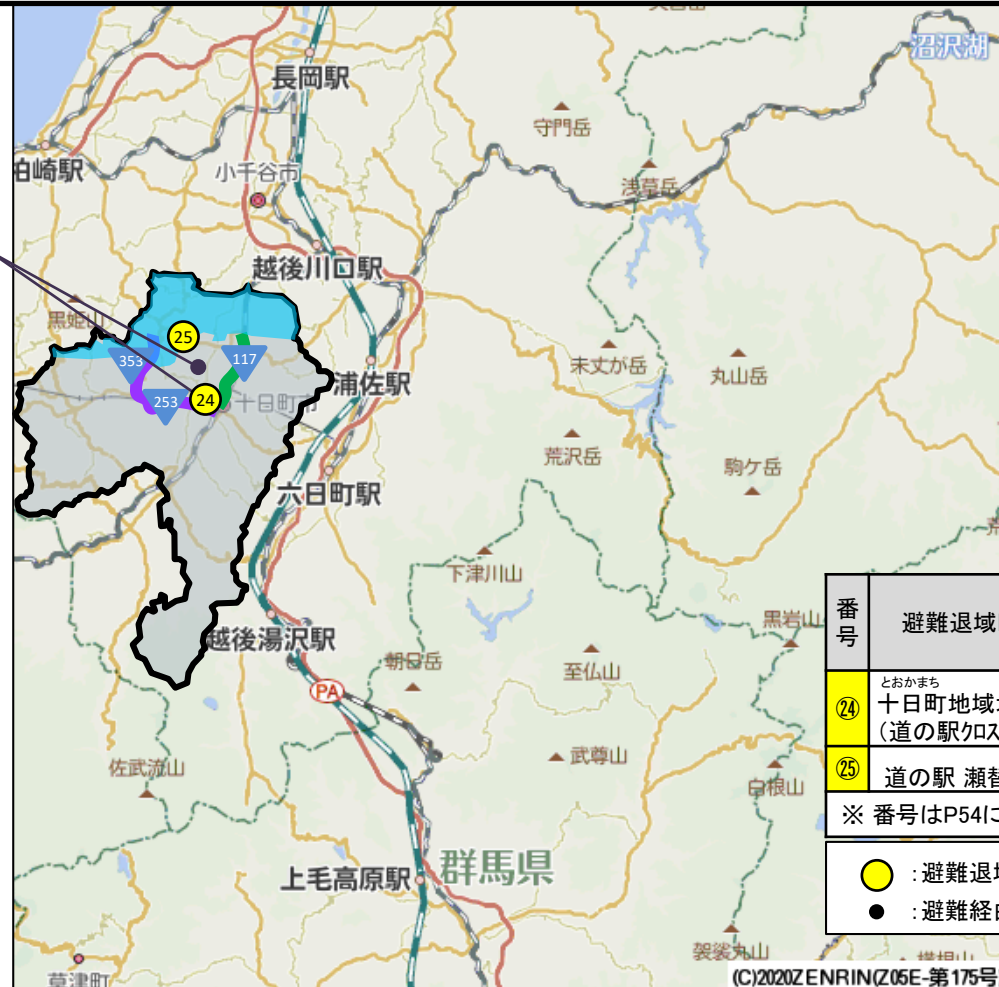 沼沢湖
長岡駅
守門岳
柏崎駅
小千谷市
浅草岳
越後川口駅
黒姫山
25
353
117
未丈が岳
丸山岳
浦佐駅
253
24
十日町市
荒沢岳
駒ケ岳
六日町駅
下津川山
黒岩山
越後湯沢駅
朝日岳
至仏山
PA
武尊山
佐武流山
白根山
上毛高原駅
群馬県
袈裟丸山
草津町
番号
避難退域
とおかまち
㉔
十日町地域
(道の駅クロス
㉕
道の駅 瀬替
※ 番号はP54に
:避難退域
:避難経由
(C)2020ZENRIN(Z05E-第175号